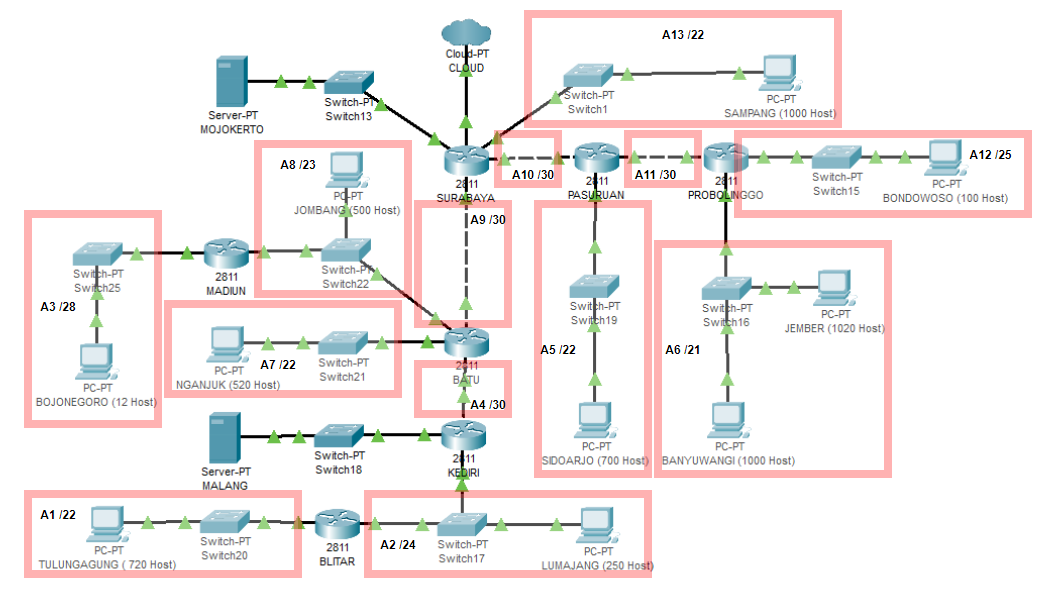 Cloud-PT
CLOUD
A13 /22
Switch-PT
Switch1
PC-PT
SAMPANG (1000 Host)
Server-PT
MOJOKERTO
Switch-PT
Switch13
2811
SURABAYA
A10 /30
2811
PASURUAN
A11 /30
2811
PROBOLINGGO
Switch-PT
Switch15
PC-PT
BONDOWOSO (100 Host)
A12 /25
A8 /23
PC-PT
JOMBANG (500 Host)
Switch-PT
Switch22
A9 /30
Switch-PT
Switch25
2811
MADIUN
A3 /28
PC-PT
BOJONEGORO (12 Host)
PC-PT
NGANJUK (520 Host)
A7 /22
Switch-PT
Switch21
2811
BATU
A4 /30
Switch-PT
Switch19
A5 /22
PC-PT
SIDOARJO (700 Host)
Switch-PT
Switch16
PC-PT
JEMBER (1020 Host)
A6 /21
PC-PT
BANYUWANGI (1000 Host)
Server-PT
MALANG
Switch-PT
Switch18
2811
KEDIRI
A1 /22
PC-PT
TULUNGAGUNG ( 720 Host)
Switch-PT
Switch20
2811
BLITAR
A2 /24
Switch-PT
Switch17
PC-PT
LUMAJANG (250 Host)